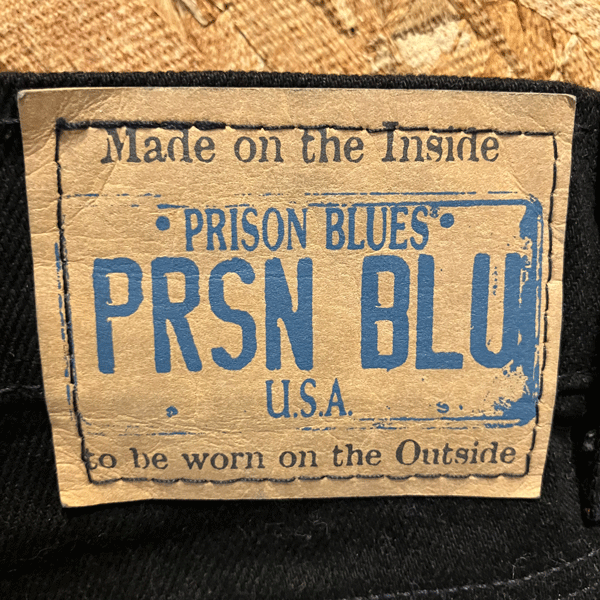 Made on the Inside
• PRISON BLUES® •
PRSN BLU
U.S.A.
to be worn on the Outside